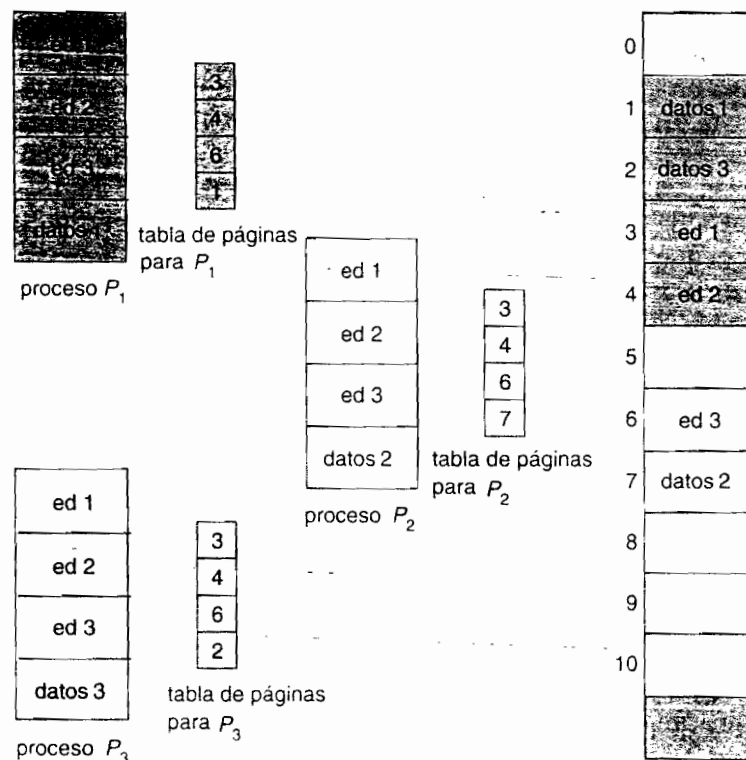 ed 2
ed 3
datos 1
proceso P₁
3
4
6
1
tabla de páginas
para P₁
ed 1
ed 2
ed 3
datos 2
proceso P₂
3
4
6
7
tabla de páginas
para P₂
ed 1
ed 2
ed 3
datos 3
proceso P₃
3
4
6
2
tabla de páginas
para P₃
0
1 datos 1
2 datos 3
3 ed 1
4 ed 2
5
6 ed 3
7 datos 2
8
9
10